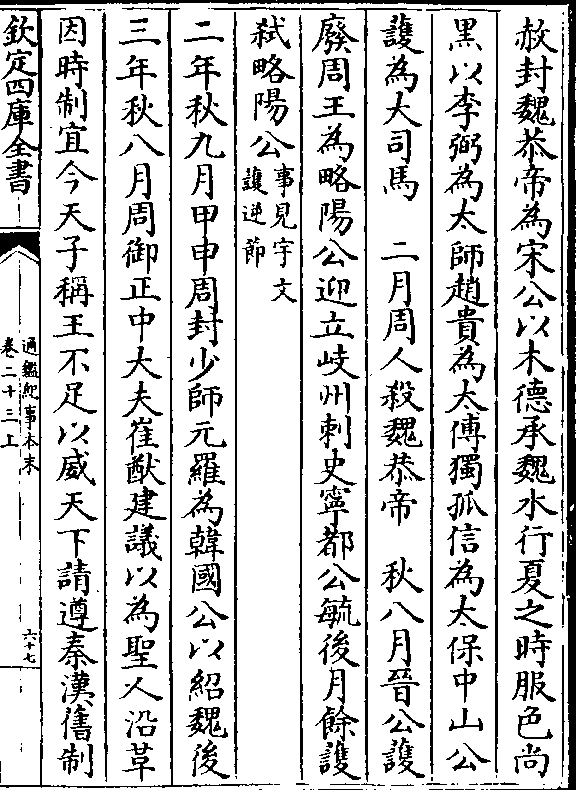 赦封魏恭帝為宋公以木德承魏水行夏之時服色尚
黒以李弼為太師趙貴為太傅獨孤信為太保中山公
䕶為大司馬　二月周人殺魏恭帝　秋八月晉公䕶
廢周王為略陽公迎立岐州刺史寧都公毓後月餘䕶
弑略陽公事見宇文
䕶逆節
二年秋九月甲申周封少師元羅為韓國公以紹魏後
三年秋八月周御正中大夫崔猷建議以為聖人沿革
因時制宜今天子稱王不足以威天下請遵秦漢舊制
欽定四庫全書
通鑑紀事本末
卷二十三上
六十七